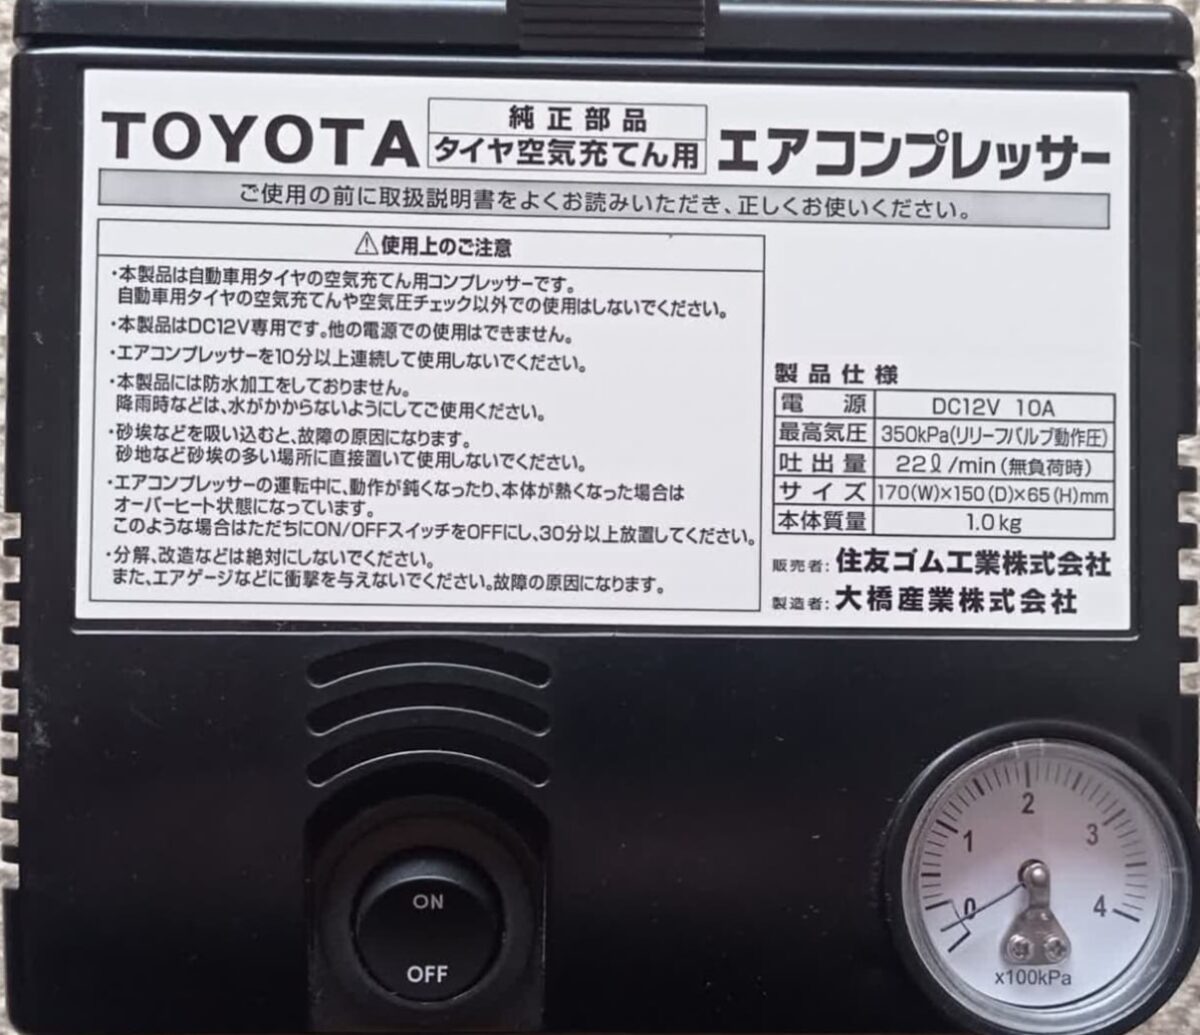 TOYOTA 純正部品 タイヤ空気充てん用 エアコンプレッサー
ご使用の前に取扱説明書をよくお読みいただき、正しくお使いください。
⚠使用上のご注意
・本製品は自動車用タイヤの空気充てん用コンプレッサーです。
自動車用タイヤの空気充てんや空気圧チェック以外での使用はしないでください。
・本製品はDC12V専用です。他の電源での使用はできません。
・エアコンプレッサーを10分以上連続して使用しないでください。
・本製品には防水加工をしておりません。
降雨時などは、水がかからないようにしてご使用ください。
・砂埃などを吸い込むと、故障の原因になります。
砂地など砂埃の多い場所に直接置いて使用しないでください。
・エアコンプレッサーの運転中に、動作が鈍くなったり、本体が熱くなった場合は
オーバーヒート状態になっています。
このような場合はただちにON/OFFスイッチをOFFにし、30分以上放置してください。
・分解、改造などは絶対にしないでください。
また、エアゲージなどに衝撃を与えないでください。故障の原因になります。
製品仕様
電源 DC12V 10A
最高気圧 350kPa(リリーフバルブ動作圧)
吐出量 22ℓ/min(無負荷時)
サイズ 170(W)×150(D)×65(H)mm
本体質量 1.0kg
販売者:住友ゴム工業株式会社
製造者:大橋産業株式会社
ON
OFF
0 1 2 3 4
x100kPa